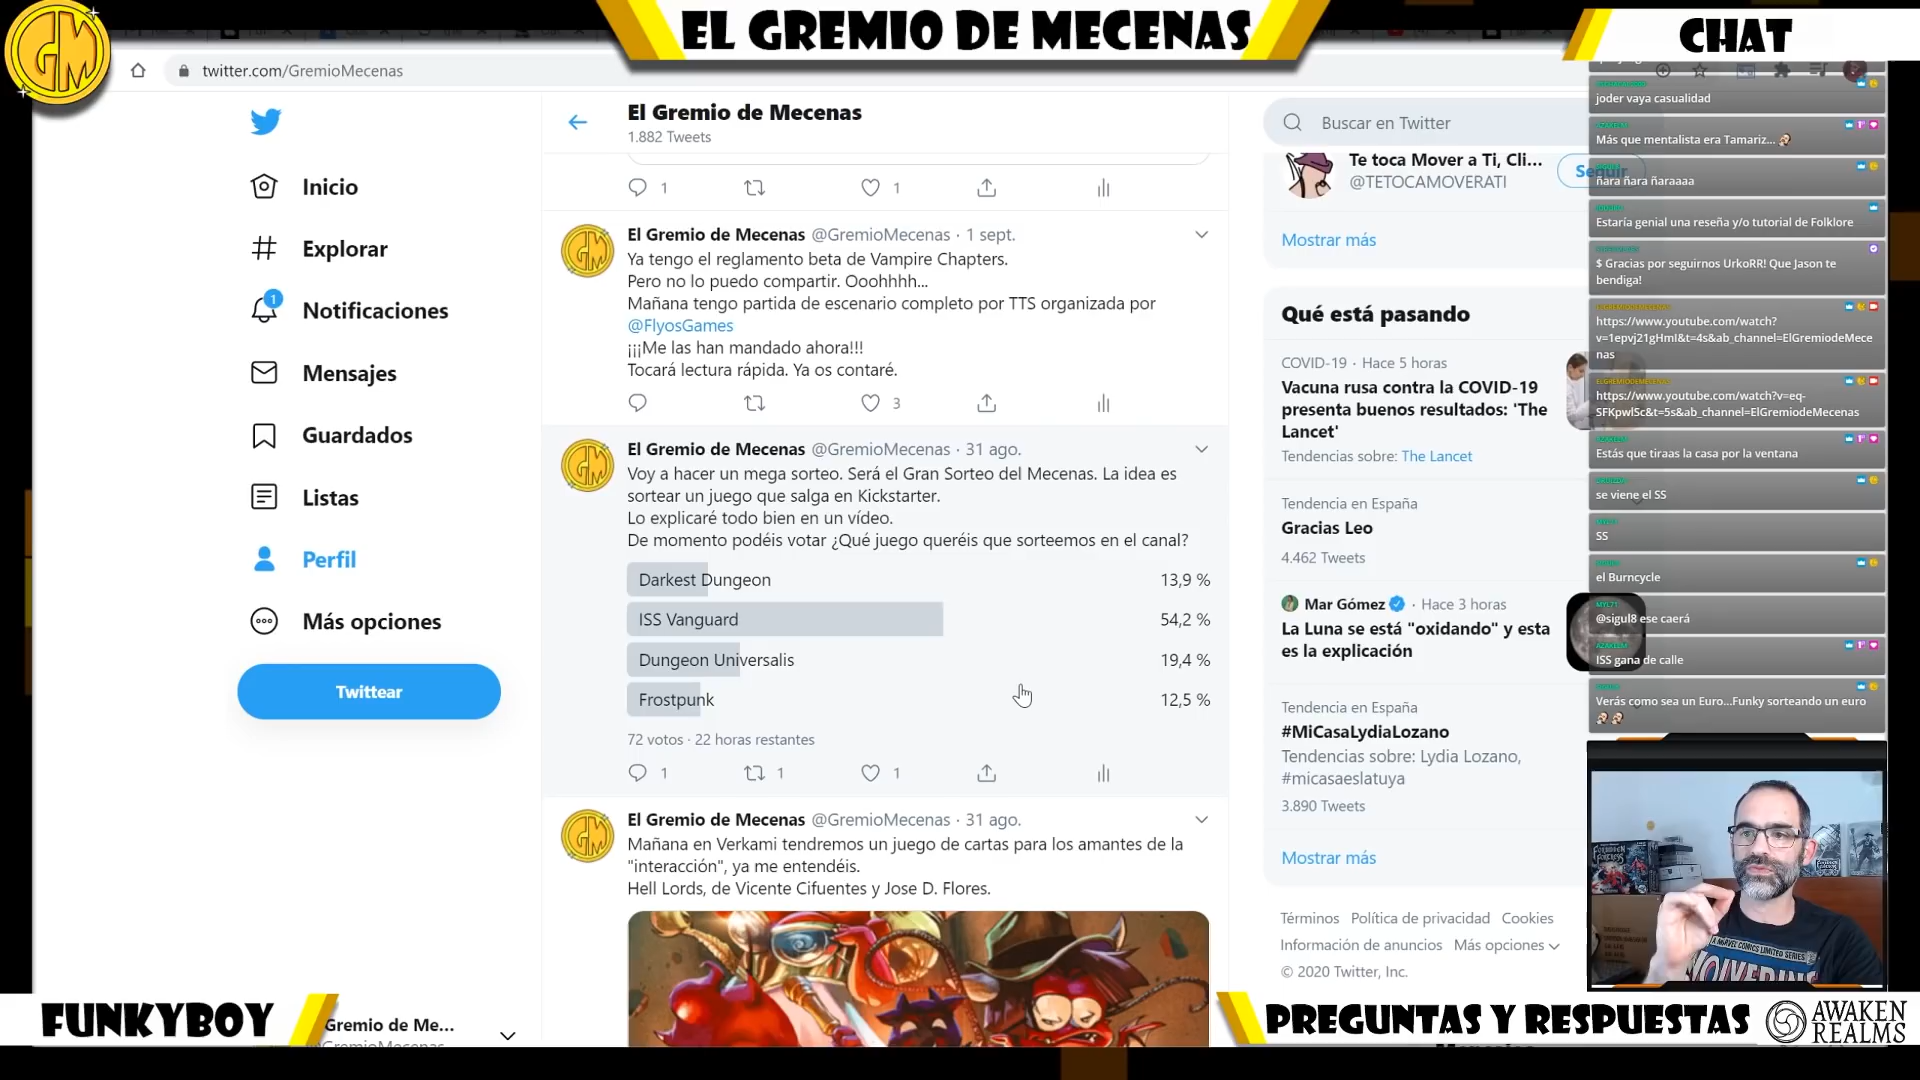 EL GREMIO DE MECENAS
CHAT
GM
twitter.com/GremioMecenas
Inicio
Explorar
1
Notificaciones
Mensajes
Guardados
Listas
Perfil
Más opciones
Twittear
Gremio de Me...
El Gremio de Mecenas
1.882 Tweets
1
1
El Gremio de Mecenas @GremioMecenas · 1 sept.
Ya tengo el reglamento beta de Vampire Chapters.
Pero no lo puedo compartir. Ooohhhh...
Mañana tengo partida de escenario completo por TTS organizada por
@FlyosGames
¡¡¡Me las han mandado ahora!!!
Tocará lectura rápida. Ya os contaré.
3
El Gremio de Mecenas @GremioMecenas · 31 ago.
Voy a hacer un mega sorteo. Será el Gran Sorteo del Mecenas. La idea es
sortear un juego que salga en Kickstarter.
Lo explicaré todo bien en un vídeo.
De momento podéis votar ¿Qué juego queréis que sorteemos en el canal?
Darkest Dungeon 13,9 %
ISS Vanguard 54,2 %
Dungeon Universalis 19,4 %
Frostpunk 12,5 %
72 votos · 22 horas restantes
1 1 1
El Gremio de Mecenas @GremioMecenas · 31 ago.
Mañana en Verkami tendremos un juego de cartas para los amantes de la
"interacción", ya me entendéis.
Hell Lords, de Vicente Cifuentes y Jose D. Flores.
Buscar en Twitter
Te toca Mover a Ti, Cli...
@TETOCAMOVERATI
Seguir
Mostrar más
Qué está pasando
COVID-19 · Hace 5 horas
Vacuna rusa contra la COVID-19
presenta buenos resultados: 'The
Lancet'
Tendencias sobre: The Lancet
Tendencia en España
Gracias Leo
4.462 Tweets
Mar Gómez · Hace 3 horas
La Luna se está "oxidando" y esta
es la explicación
Tendencia en España
#MiCasaLydiaLozano
Tendencias sobre: Lydia Lozano,
#micasaeslatuya
3.890 Tweets
Mostrar más
Términos Política de privacidad Cookies
Información de anuncios Más opciones
© 2020 Twitter, Inc.
joder vaya casualidad
Más que mentalista era Tamariz...
ñara ñara ñaraaaa
Estaría genial una reseña y/o tutorial de Folklore
$ Gracias por seguirnos UrkoRR! Que Jason te
bendiga!
ELGREMIODEMECENAS
https://www.youtube.com/watch?
v=1epvj21gHmI&t=4s&ab_channel=ElGremiodeMece
nas
ELGREMIODEMECENAS
https://www.youtube.com/watch?v=eq-
SFKpwlSc&t=5s&ab_channel=ElGremiodeMecenas
Estás que tiraas la casa por la ventana
se viene el SS
SS
el Burncycle
@sigul8 ese caerá
ISS gana de calle
Verás como sea un Euro...Funky sorteando un euro
A MARVEL COMICS LIMITED SERIES
WOLVERINE
FUNKYBOY
PREGUNTAS Y RESPUESTAS
AWAKEN
REALMS